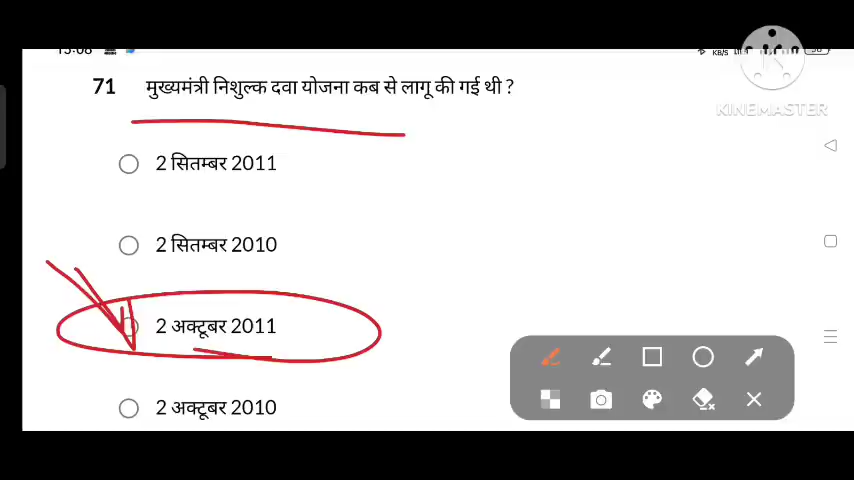 KB/S
KINEMASTER
71 मुख्यमंत्री निशुल्क दवा योजना कब से लागू की गई थी ?
2 सितम्बर 2011
2 सितम्बर 2010
2 अक्टूबर 2011
2 अक्टूबर 2010